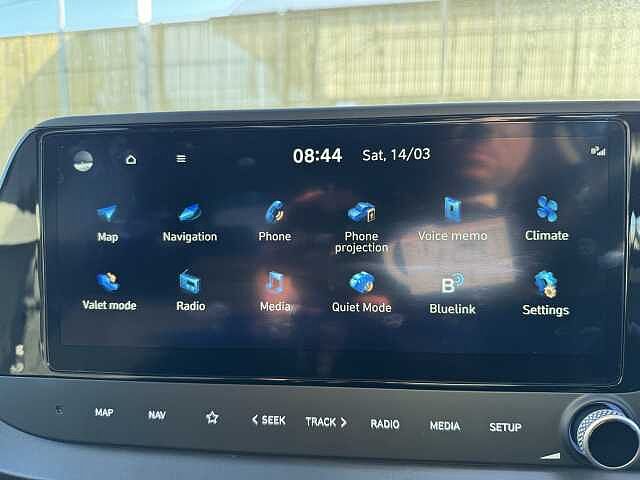 08:44 Sat, 14/03
Map Navigation Phone Phone projection Voice memo Climate
Valet mode Radio Media Quiet Mode Bluelink Settings
MAP NAV < SEEK TRACK > RADIO MEDIA SETUP